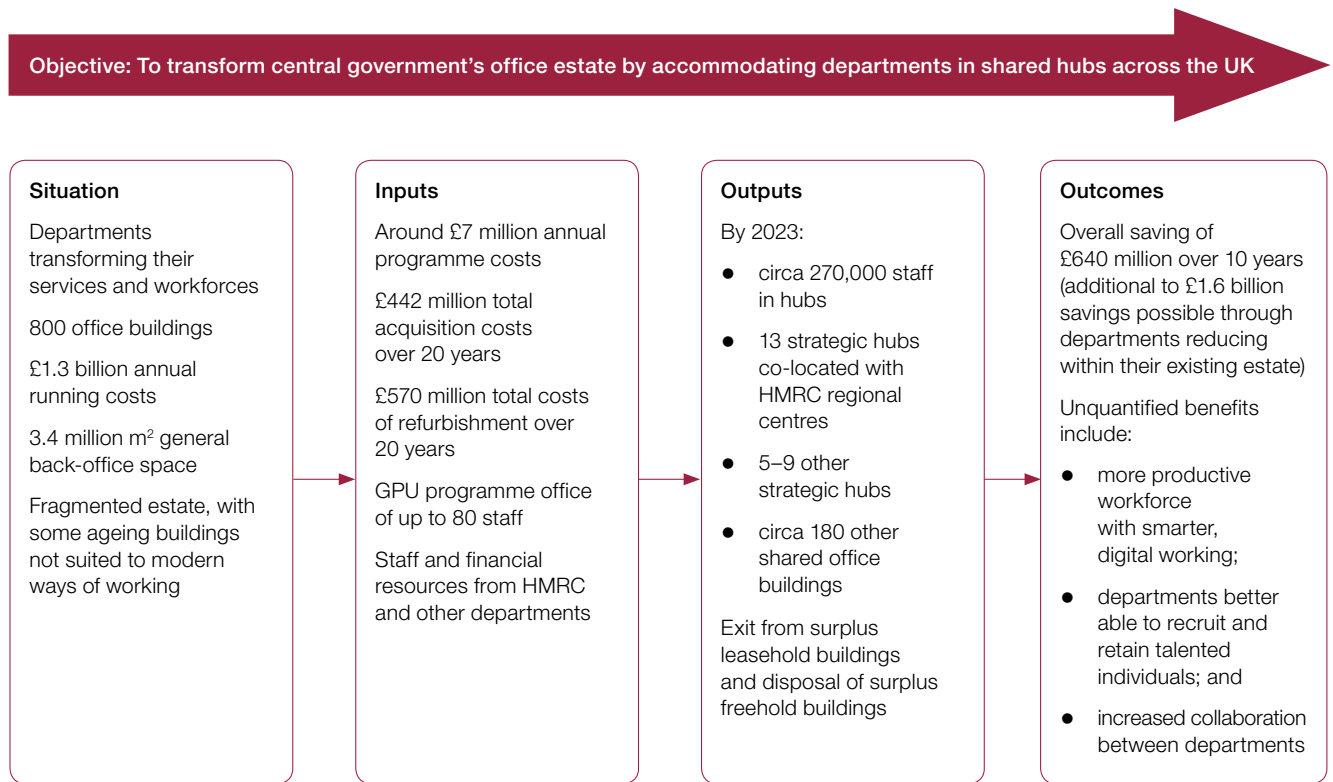 Objective: To transform central government’s office estate by accommodating departments in shared hubs across the UK
Situation
Departments
transforming their
services and workforces
800 office buildings
£1.3 billion annual
running costs
3.4 million m² general
back-office space
Fragmented estate, with
some ageing buildings
not suited to modern
ways of working
Inputs
Around £7 million annual
programme costs
£442 million total
acquisition costs
over 20 years
£570 million total costs
of refurbishment over
20 years
GPU programme office
of up to 80 staff
Staff and financial
resources from HMRC
and other departments
Outputs
By 2023:
● circa 270,000 staff
in hubs
● 13 strategic hubs
co-located with
HMRC regional
centres
● 5–9 other
strategic hubs
● circa 180 other
shared office
buildings
Exit from surplus
leasehold buildings
and disposal of surplus
freehold buildings
Outcomes
Overall saving of
£640 million over 10 years
(additional to £1.6 billion
savings possible through
departments reducing
within their existing estate)
Unquantified benefits
include:
● more productive
workforce
with smarter,
digital working;
● departments better
able to recruit and
retain talented
individuals; and
● increased collaboration
between departments